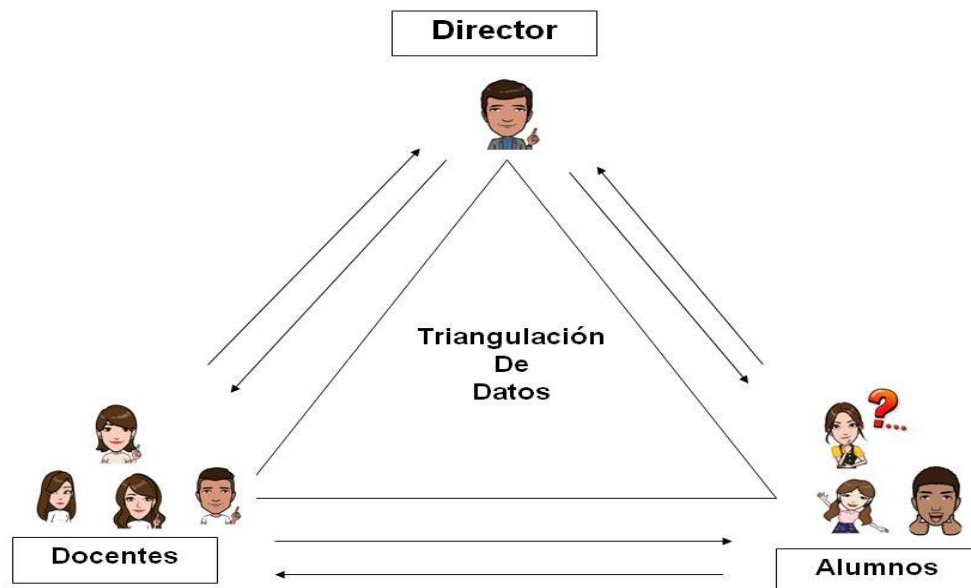 Director
?...
Triangulación
De
Datos
Docentes
Alumnos